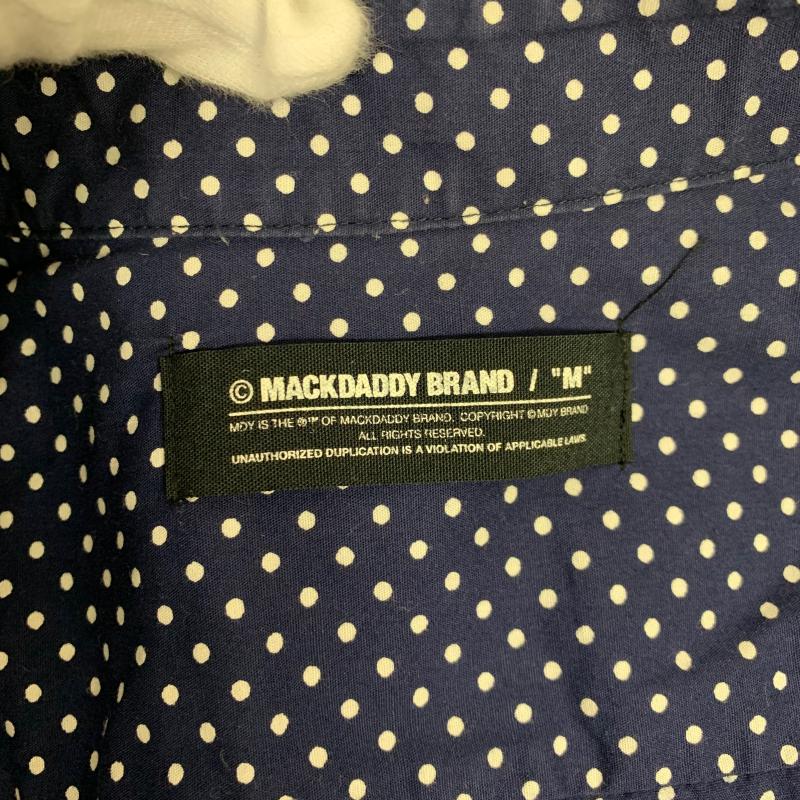 © MACKDADDY BRAND / "M"
MDY IS THE ®™ OF MACKDADDY BRAND. COPYRIGHT © MDY BRAND
ALL RIGHTS RESERVED.
UNAUTHORIZED DUPLICATION IS A VIOLATION OF APPLICABLE LAWS.